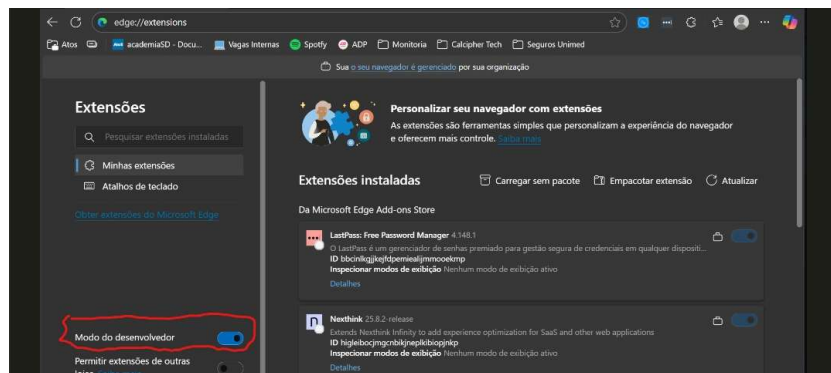 edge://extensions
Atos
academiaSD - Docu...
Vagas Internas
Spotfy
ADP
Monitoria
Calcipher Tech
Seguros Unimed
Sua o seu navegador é gerenciado por sua organização
Extensões
Pesquisar extensões instaladas
Minhas extensões
Atalhos de teclado
Obter extensões do Microsoft Edge
Modo do desenvolvedor
Permitir extensões de outras
Personalizar seu navegador com extensões
As extensões são ferramentas simples que personalizam a experiência do navegador
e oferecem mais controle. Saiba mais
Extensões instaladas
Carregar sem pacote
Empacotar extensão
Atualizar
Da Microsoft Edge Add-ons Store
LastPass: Free Password Manager 4.148.1
O LastPass é um gerenciador de senhas premiado para gestão segura de credenciais em qualquer dispositi...
ID bbcinlkgjjkejfdpemiealijmmooekmp
Inspecionar modos de exibição Nenhum modo de exibição ativo
Detalhes
Nexthink 25.8.2-release
Extends Nexthink Infinity to add experience optimization for SaaS and other web applications
ID higleibocjmgcnbikjneplkibiopjnkp
Inspecionar modos de exibição Nenhum modo de exibição ativo
Detalhes